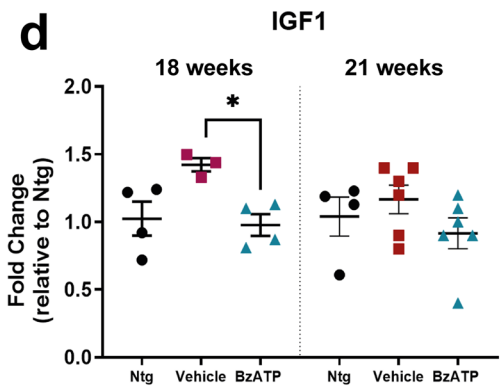 d
IGF1
18 weeks
21 weeks
*
Fold Change
(relative to Ntg)
2.0
1.5
1.0
0.5
0.0
Ntg Vehicle BzATP Ntg Vehicle BzATP